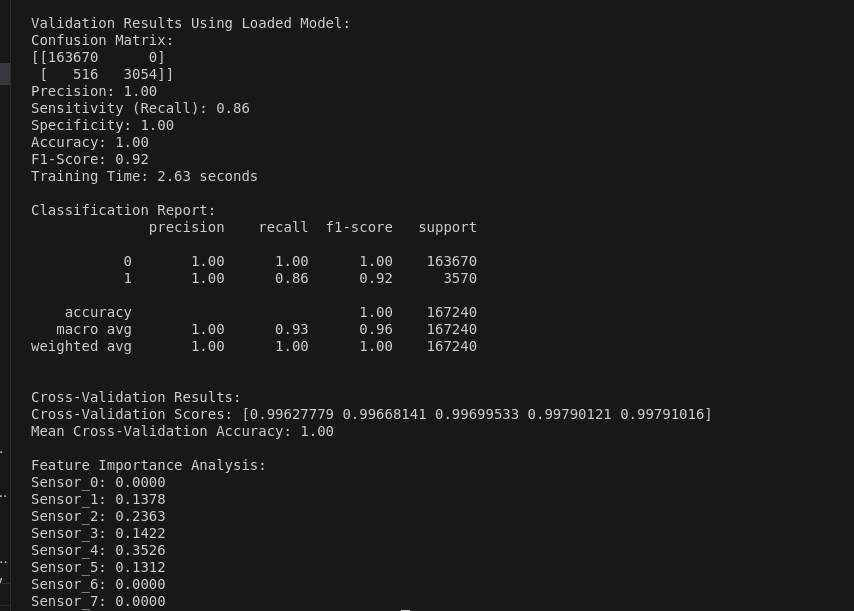 Validation Results Using Loaded Model:
Confusion Matrix:
[[163670      0]
 [   516   3054]]
Precision: 1.00
Sensitivity (Recall): 0.86
Specificity: 1.00
Accuracy: 1.00
F1-Score: 0.92
Training Time: 2.63 seconds
Classification Report:
              precision    recall  f1-score   support
           0       1.00      1.00      1.00    163670
           1       1.00      0.86      0.92      3570
    accuracy                           1.00    167240
   macro avg       1.00      0.93      0.96    167240
weighted avg       1.00      1.00      1.00    167240
Cross-Validation Results:
Cross-Validation Scores: [0.99627779 0.99668141 0.99699533 0.99790121 0.99791016]
Mean Cross-Validation Accuracy: 1.00
Feature Importance Analysis:
Sensor_0: 0.0000
Sensor_1: 0.1378
Sensor_2: 0.2363
Sensor_3: 0.1422
Sensor_4: 0.3526
Sensor_5: 0.1312
Sensor_6: 0.0000
Sensor_7: 0.0000